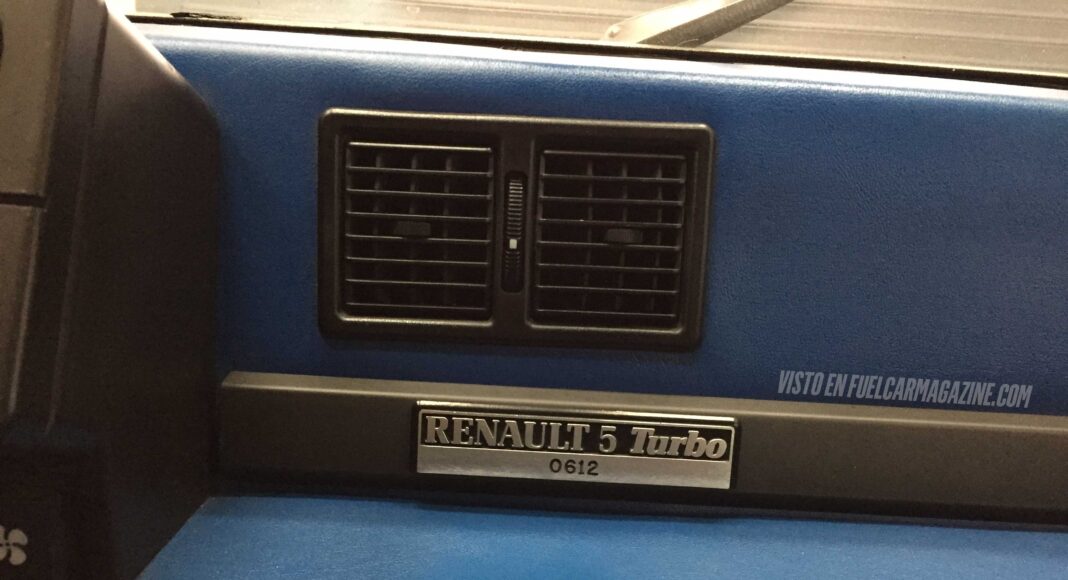 VISTO EN FUELCARMAGAZINE.COM
RENAULT 5 Turbo
0612